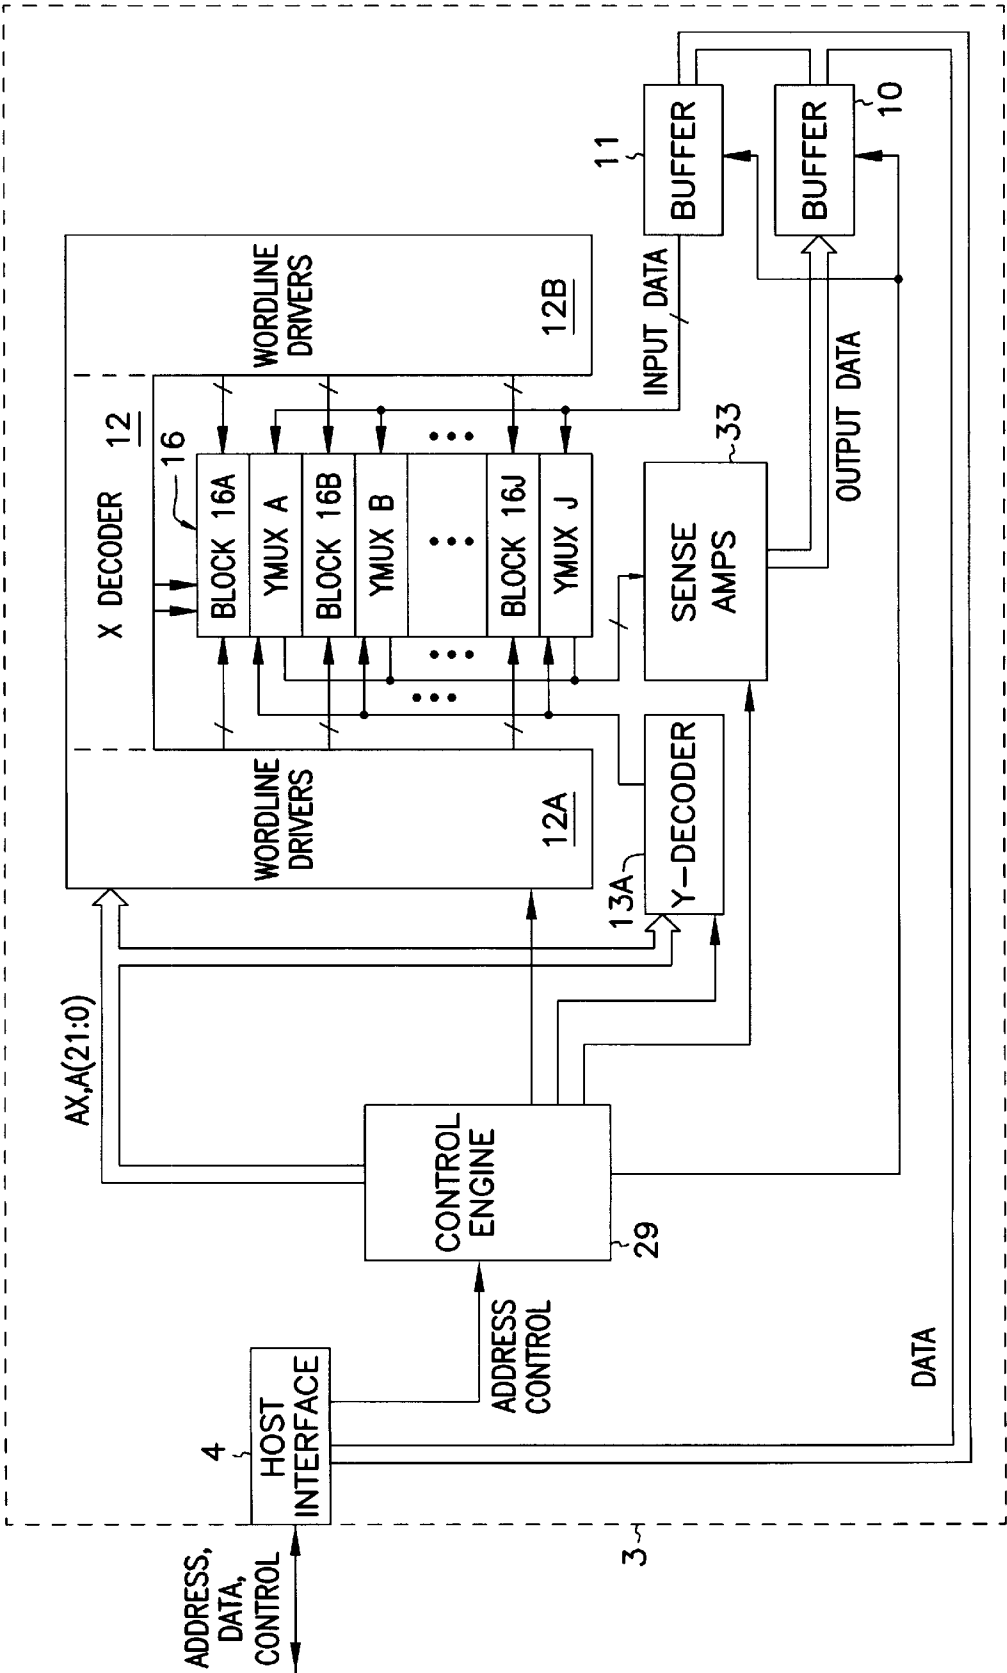 ADDRESS,
DATA,
CONTROL
4
HOST
INTERFACE
ADDRESS
CONTROL
3
DATA
AX,A(21:0)
CONTROL
ENGINE
29
WORDLINE
DRIVERS
12A
X DECODER
12
16
BLOCK 16A
YMUX A
BLOCK 16B
YMUX B
BLOCK 16J
YMUX J
WORDLINE
DRIVERS
12B
13A
Y-DECODER
SENSE
AMPS
33
INPUT DATA
OUTPUT DATA
11
BUFFER
BUFFER
10